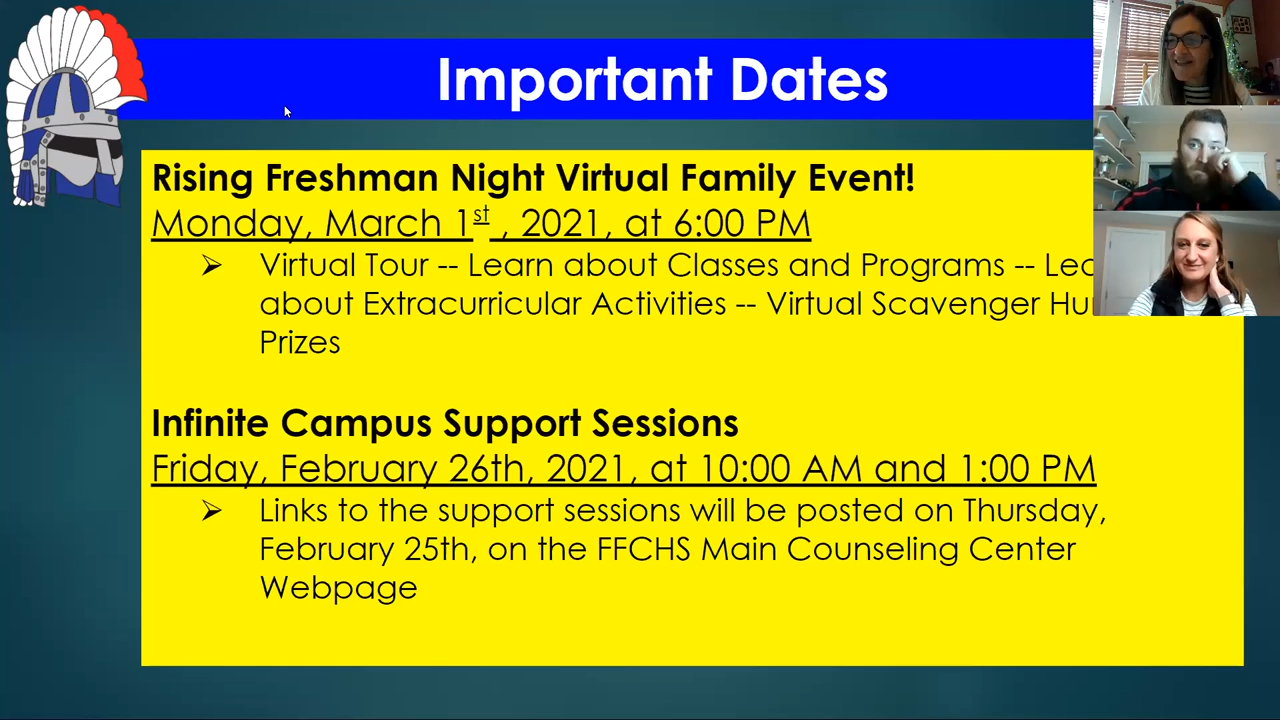 Important Dates
Rising Freshman Night Virtual Family Event!
Monday, March 1st , 2021, at 6:00 PM
➢ Virtual Tour -- Learn about Classes and Programs --
about Extracurricular Activities -- Virtual Scavenger
Prizes
Infinite Campus Support Sessions
Friday, February 26th, 2021, at 10:00 AM and 1:00 PM
➢ Links to the support sessions will be posted on Thursday,
February 25th, on the FFCHS Main Counseling Center
Webpage